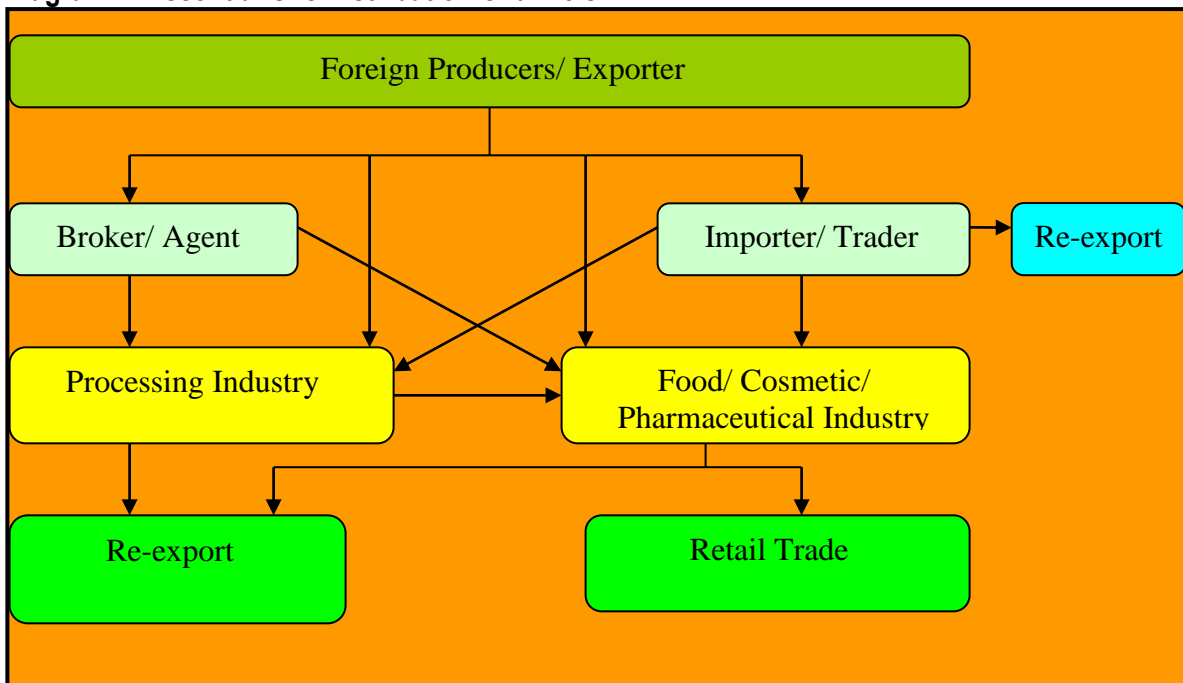 Foreign Producers/ Exporter
Broker/ Agent
Importer/ Trader
Re-export
Processing Industry
Food/ Cosmetic/
Pharmaceutical Industry
Re-export
Retail Trade